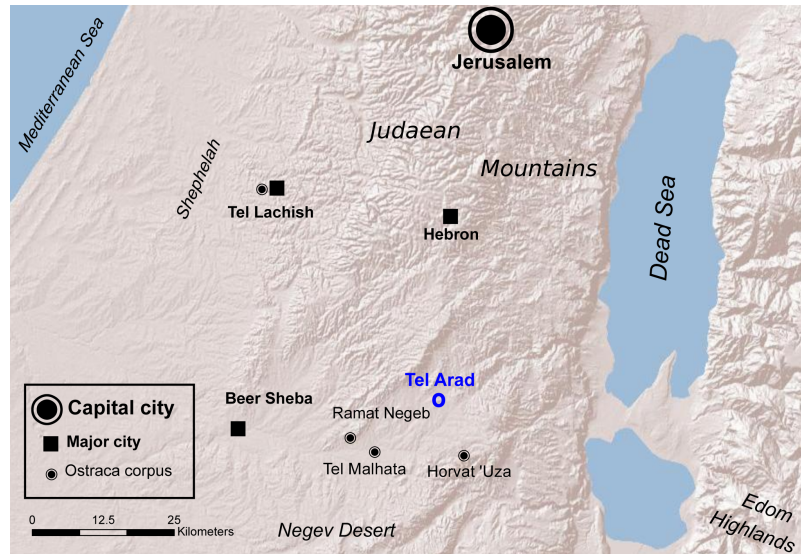 Jerusalem
Mediterranean Sea
Judaean
Mountains
Shephelah
Tel Lachish
Hebron
Dead Sea
Tel Arad
Beer Sheba
Ramat Negeb
Tel Malhata
Horvat 'Uza
Capital city
Major city
Ostraca corpus
0 12.5 25
Kilometers
Negev Desert
Edom
Highlands